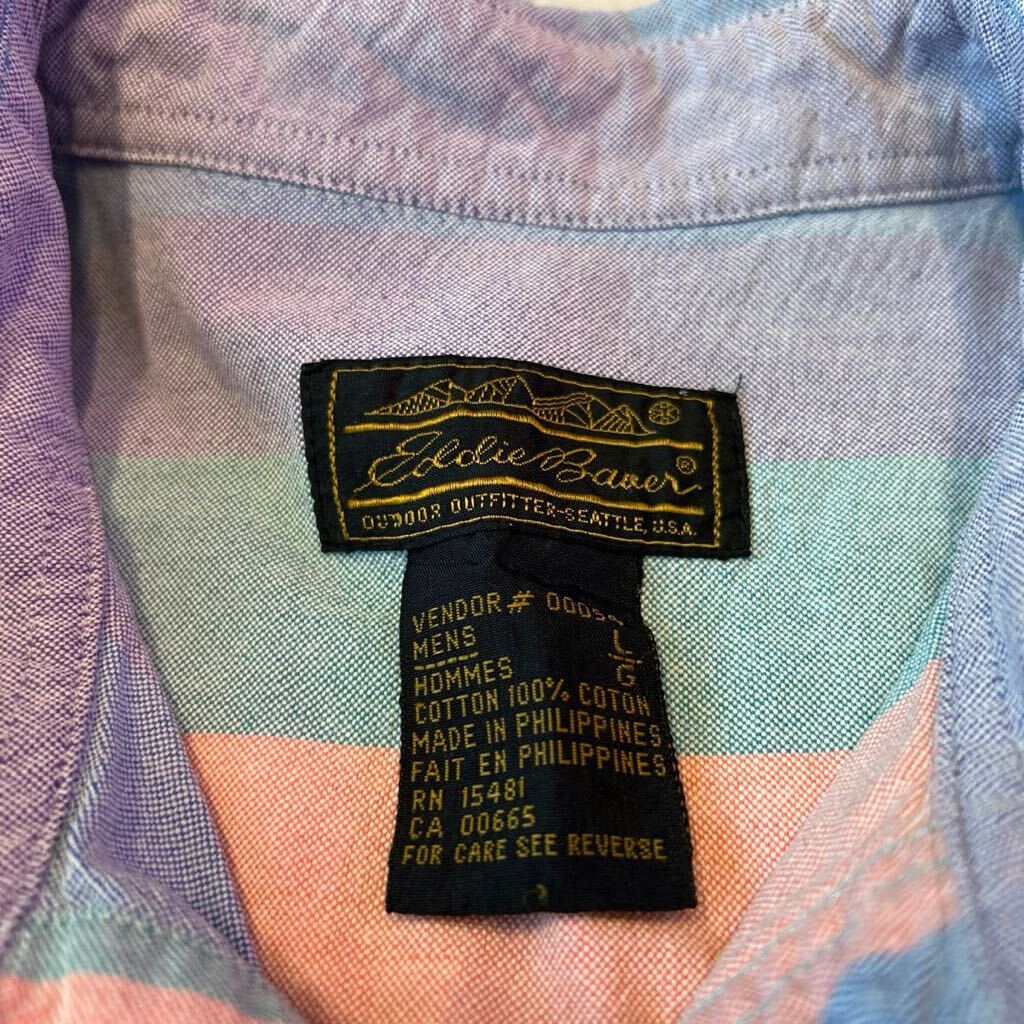 Eddie Bauer®
OUTDOOR OUTFITTER-SEATTLE, U.S.A.
VENDOR #
MENS L
HOMMES G
COTTON 100% COTON
MADE IN PHILIPPINES
FAIT EN PHILIPPINES
RN 15481
CA 00665
FOR CARE SEE REVERSE